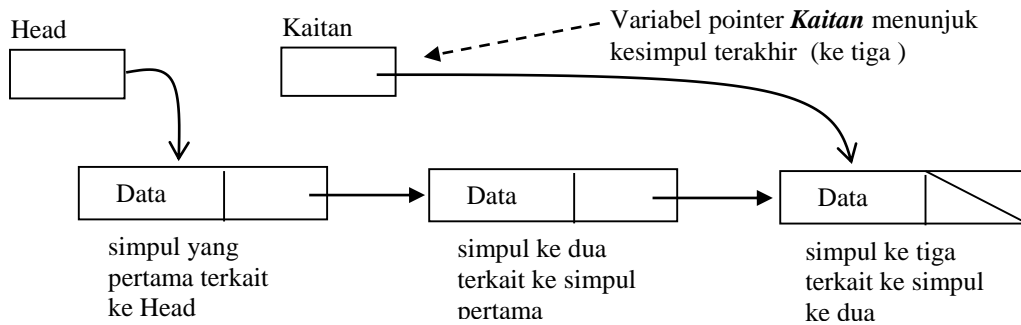 Head
Kaitan
Variabel pointer Kaitan menunjuk
kesimpul terakhir (ke tiga )
Data
Data
Data
simpul yang
pertama terkait
ke Head
simpul ke dua
terkait ke simpul
pertama
simpul ke tiga
terkait ke simpul
ke dua